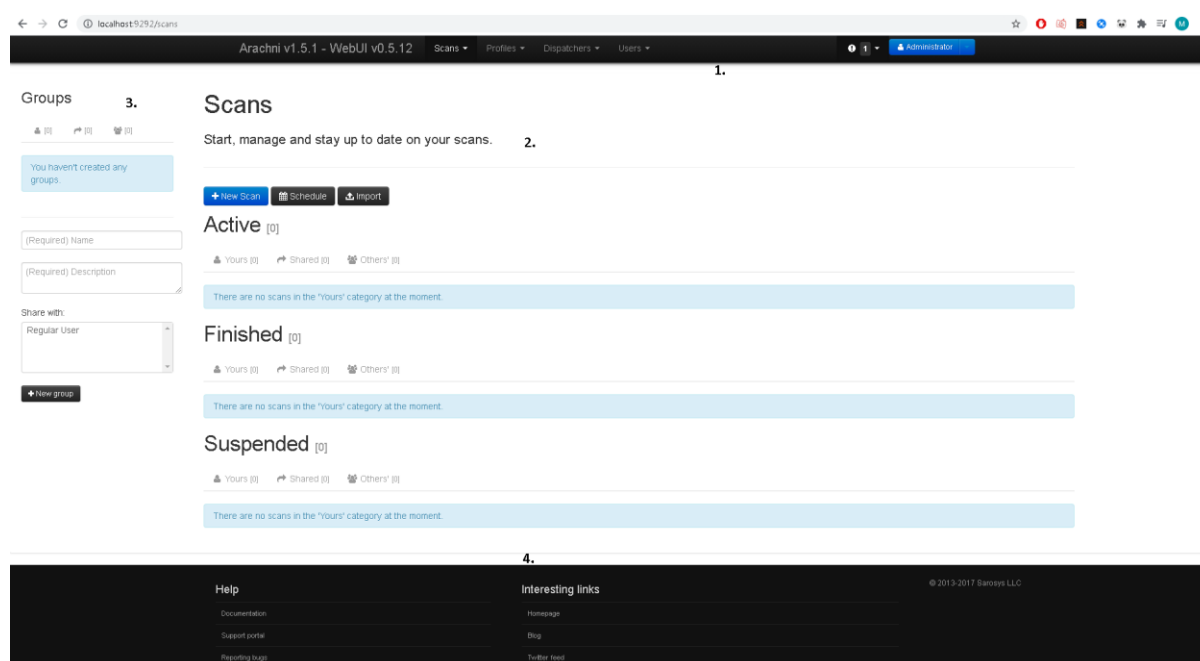 localhost:9292/scans
Arachni v1.5.1 - WebUI v0.5.12 Scans Profiles Dispatchers Users 1 Administrator
1.
Groups
3.
[0] [0] [0]
You haven't created any
groups.
(Required) Name
(Required) Description
Share with:
Regular User
New group
Scans
Start, manage and stay up to date on your scans.
2.
New Scan Schedule Import
Active [0]
Yours [0] Shared [0] Others' [0]
There are no scans in the "Yours" category at the moment.
Finished [0]
Yours [0] Shared [0] Others' [0]
There are no scans in the "Yours" category at the moment.
Suspended [0]
Yours [0] Shared [0] Others' [0]
There are no scans in the "Yours" category at the moment.
4.
Help
Documentation
Support portal
Reporting bugs
Interesting links
Homepage
Blog
Twitter feed
© 2013-2017 Sarosys LLC